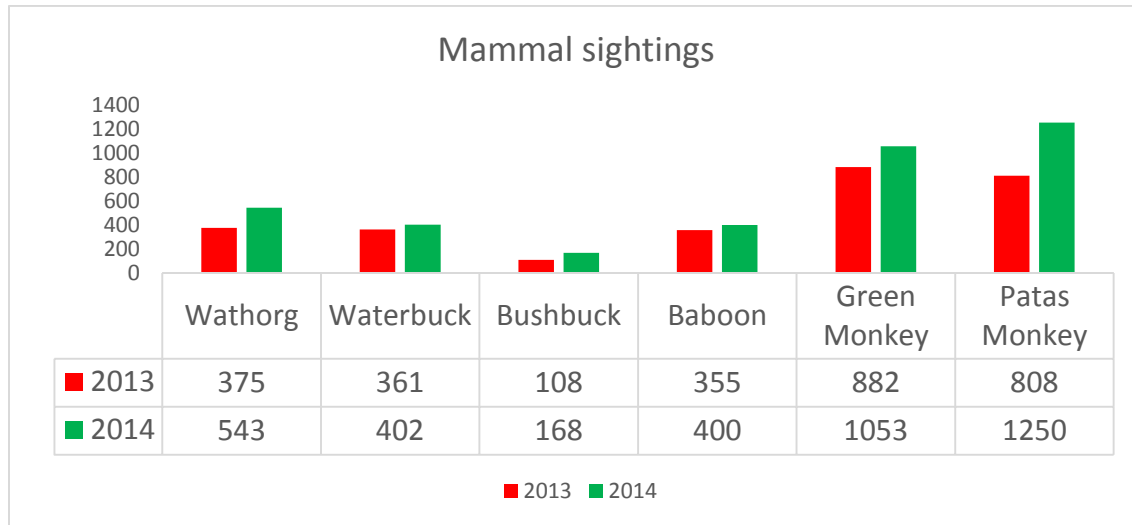 Mammal sightings
1400
1200
1000
800
600
400
200
0
Wathorg Waterbuck Bushbuck Baboon Green Monkey Patas Monkey
2013 375 361 108 355 882 808
2014 543 402 168 400 1053 1250
2013 2014